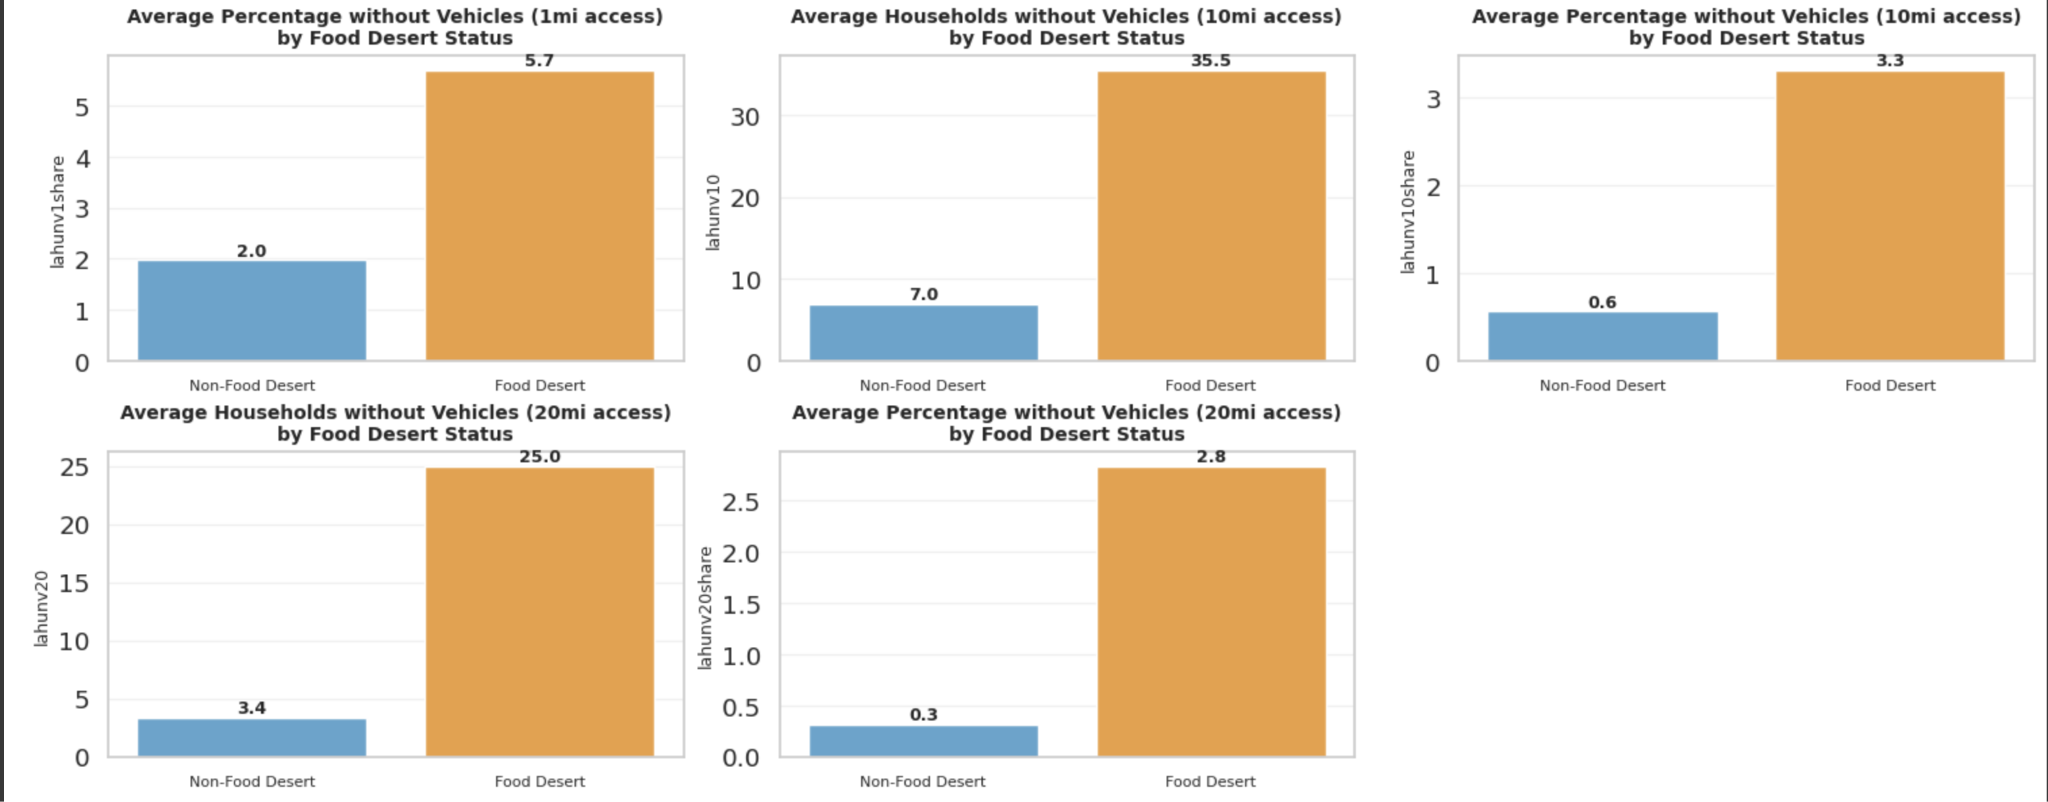 Average Percentage without Vehicles (1mi access)
by Food Desert Status
5.7
5
4
3
2
1
0
lahunv1share
2.0
Non-Food Desert
Food Desert
Average Households without Vehicles (10mi access)
by Food Desert Status
35.5
30
20
10
0
lahunv10
7.0
Non-Food Desert
Food Desert
Average Percentage without Vehicles (10mi access)
by Food Desert Status
3.3
3
2
1
0
lahunv10share
0.6
Non-Food Desert
Food Desert
Average Households without Vehicles (20mi access)
by Food Desert Status
25.0
25
20
15
10
5
0
lahunv20
3.4
Non-Food Desert
Food Desert
Average Percentage without Vehicles (20mi access)
by Food Desert Status
2.8
2.5
2.0
1.5
1.0
0.5
0.0
lahunv20share
0.3
Non-Food Desert
Food Desert